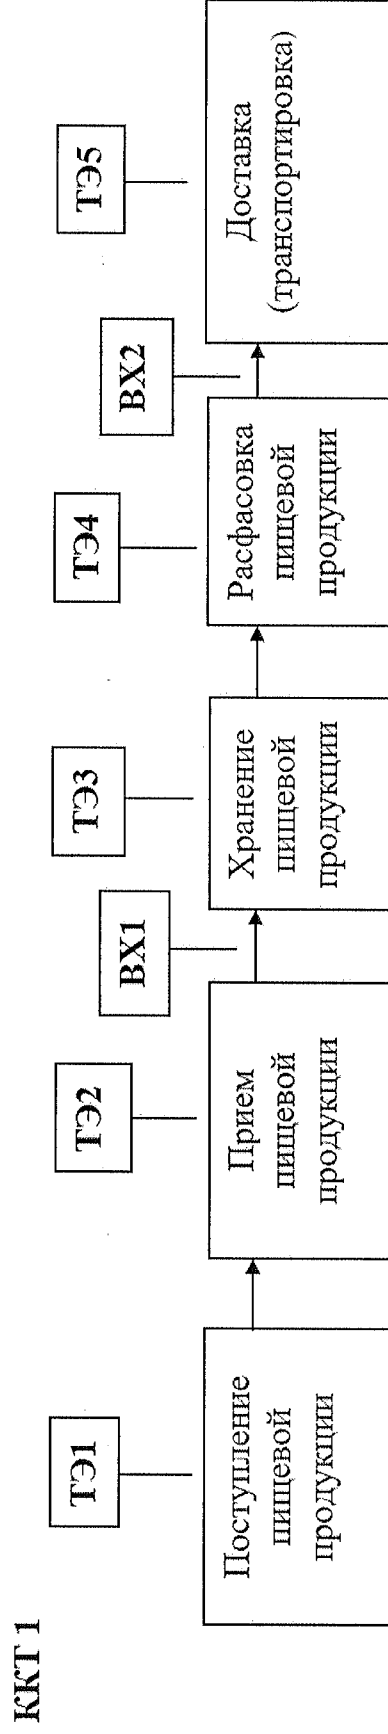 ККТ 1
ТЭ1
ТЭ2
ВХ1
ТЭ3
ТЭ4
ВХ2
ТЭ5
Поступление
пищевой
продукции
Прием
пищевой
продукции
Хранение
пищевой
продукции
Расфасовка
пищевой
продукции
Доставка
(транспортировка)